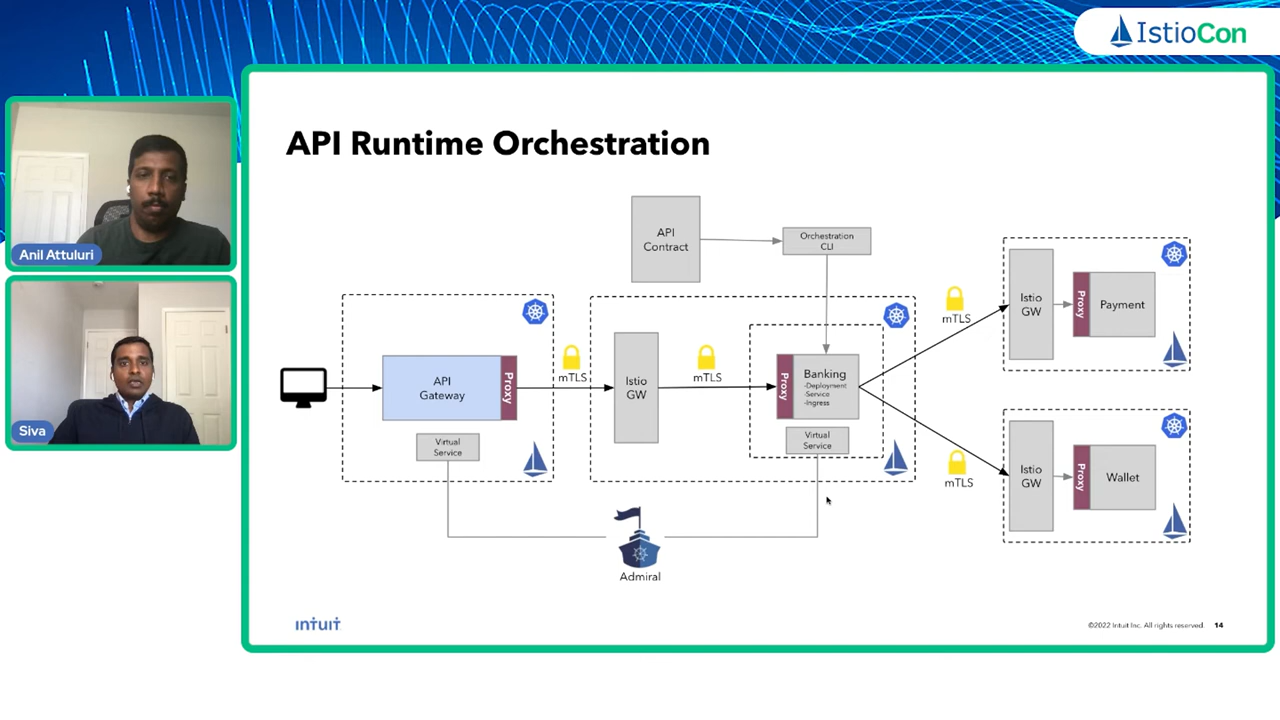 IstioCon
API Runtime Orchestration
Anil Attuluri
Siva
API
Contract
Orchestration
CLI
API
Gateway
Proxy
Virtual
Service
mTLS
Istio
GW
mTLS
Proxy
Banking
-Deployment
-Service
-Ingress
Virtual
Service
mTLS
Istio
GW
Proxy
Payment
mTLS
Istio
GW
Proxy
Wallet
Admiral
INTUIT
©2022 Intuit Inc. All rights reserved.
14